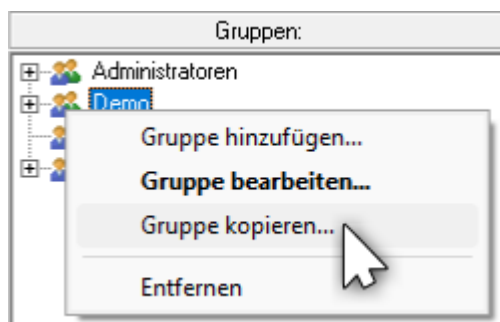 Gruppen:
Administratoren
Demo
Gruppe hinzufügen...
Gruppe bearbeiten...
Gruppe kopieren...
Entfernen